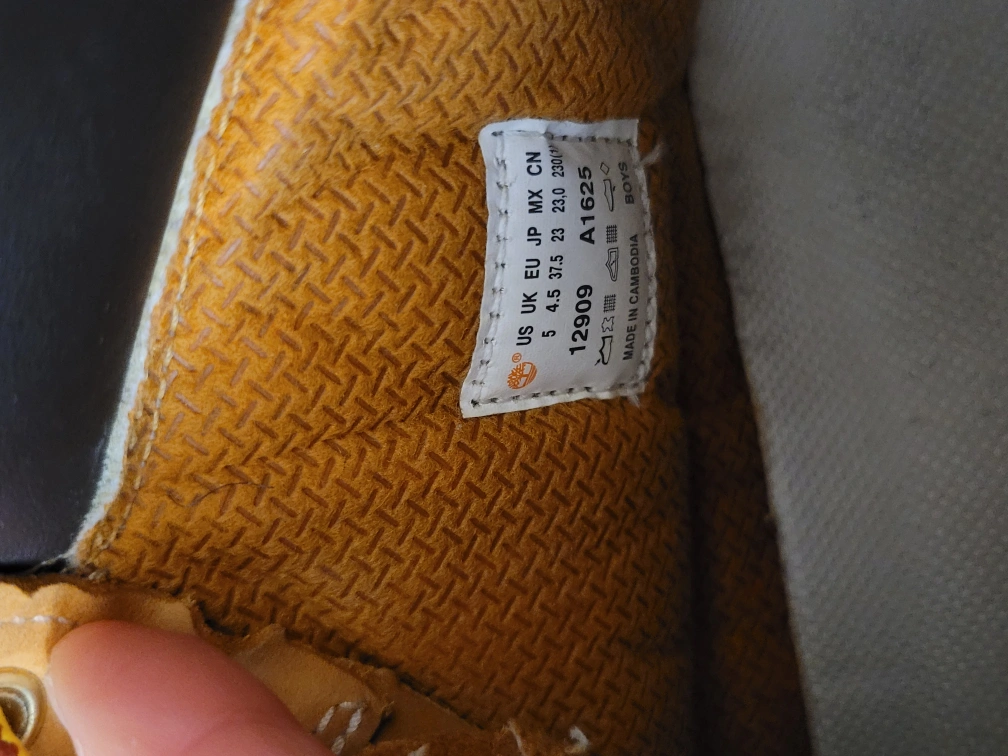 US UK EU JP MX CN
5 4.5 37.5 23 23,0 230(1)
12909 A1625
MADE IN CAMBODIA BOYS